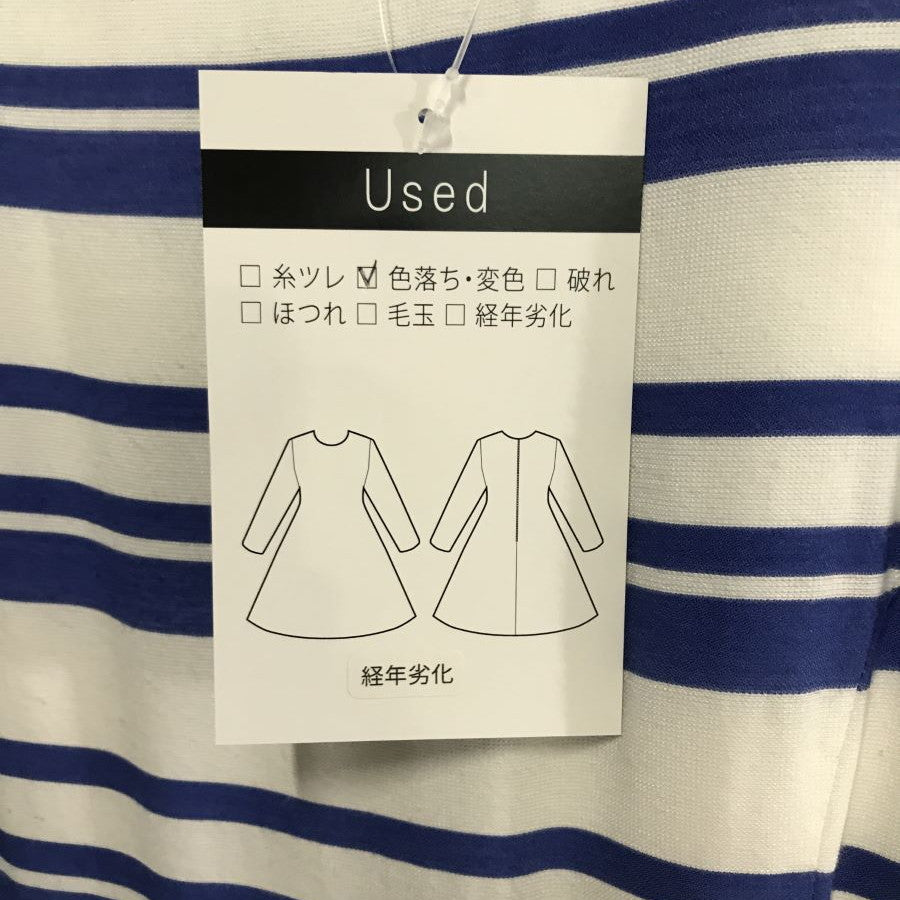 Used
□ 糸ツレ ☑ 色落ち・変色 □ 破れ
□ ほつれ □ 毛玉 □ 経年劣化
経年劣化